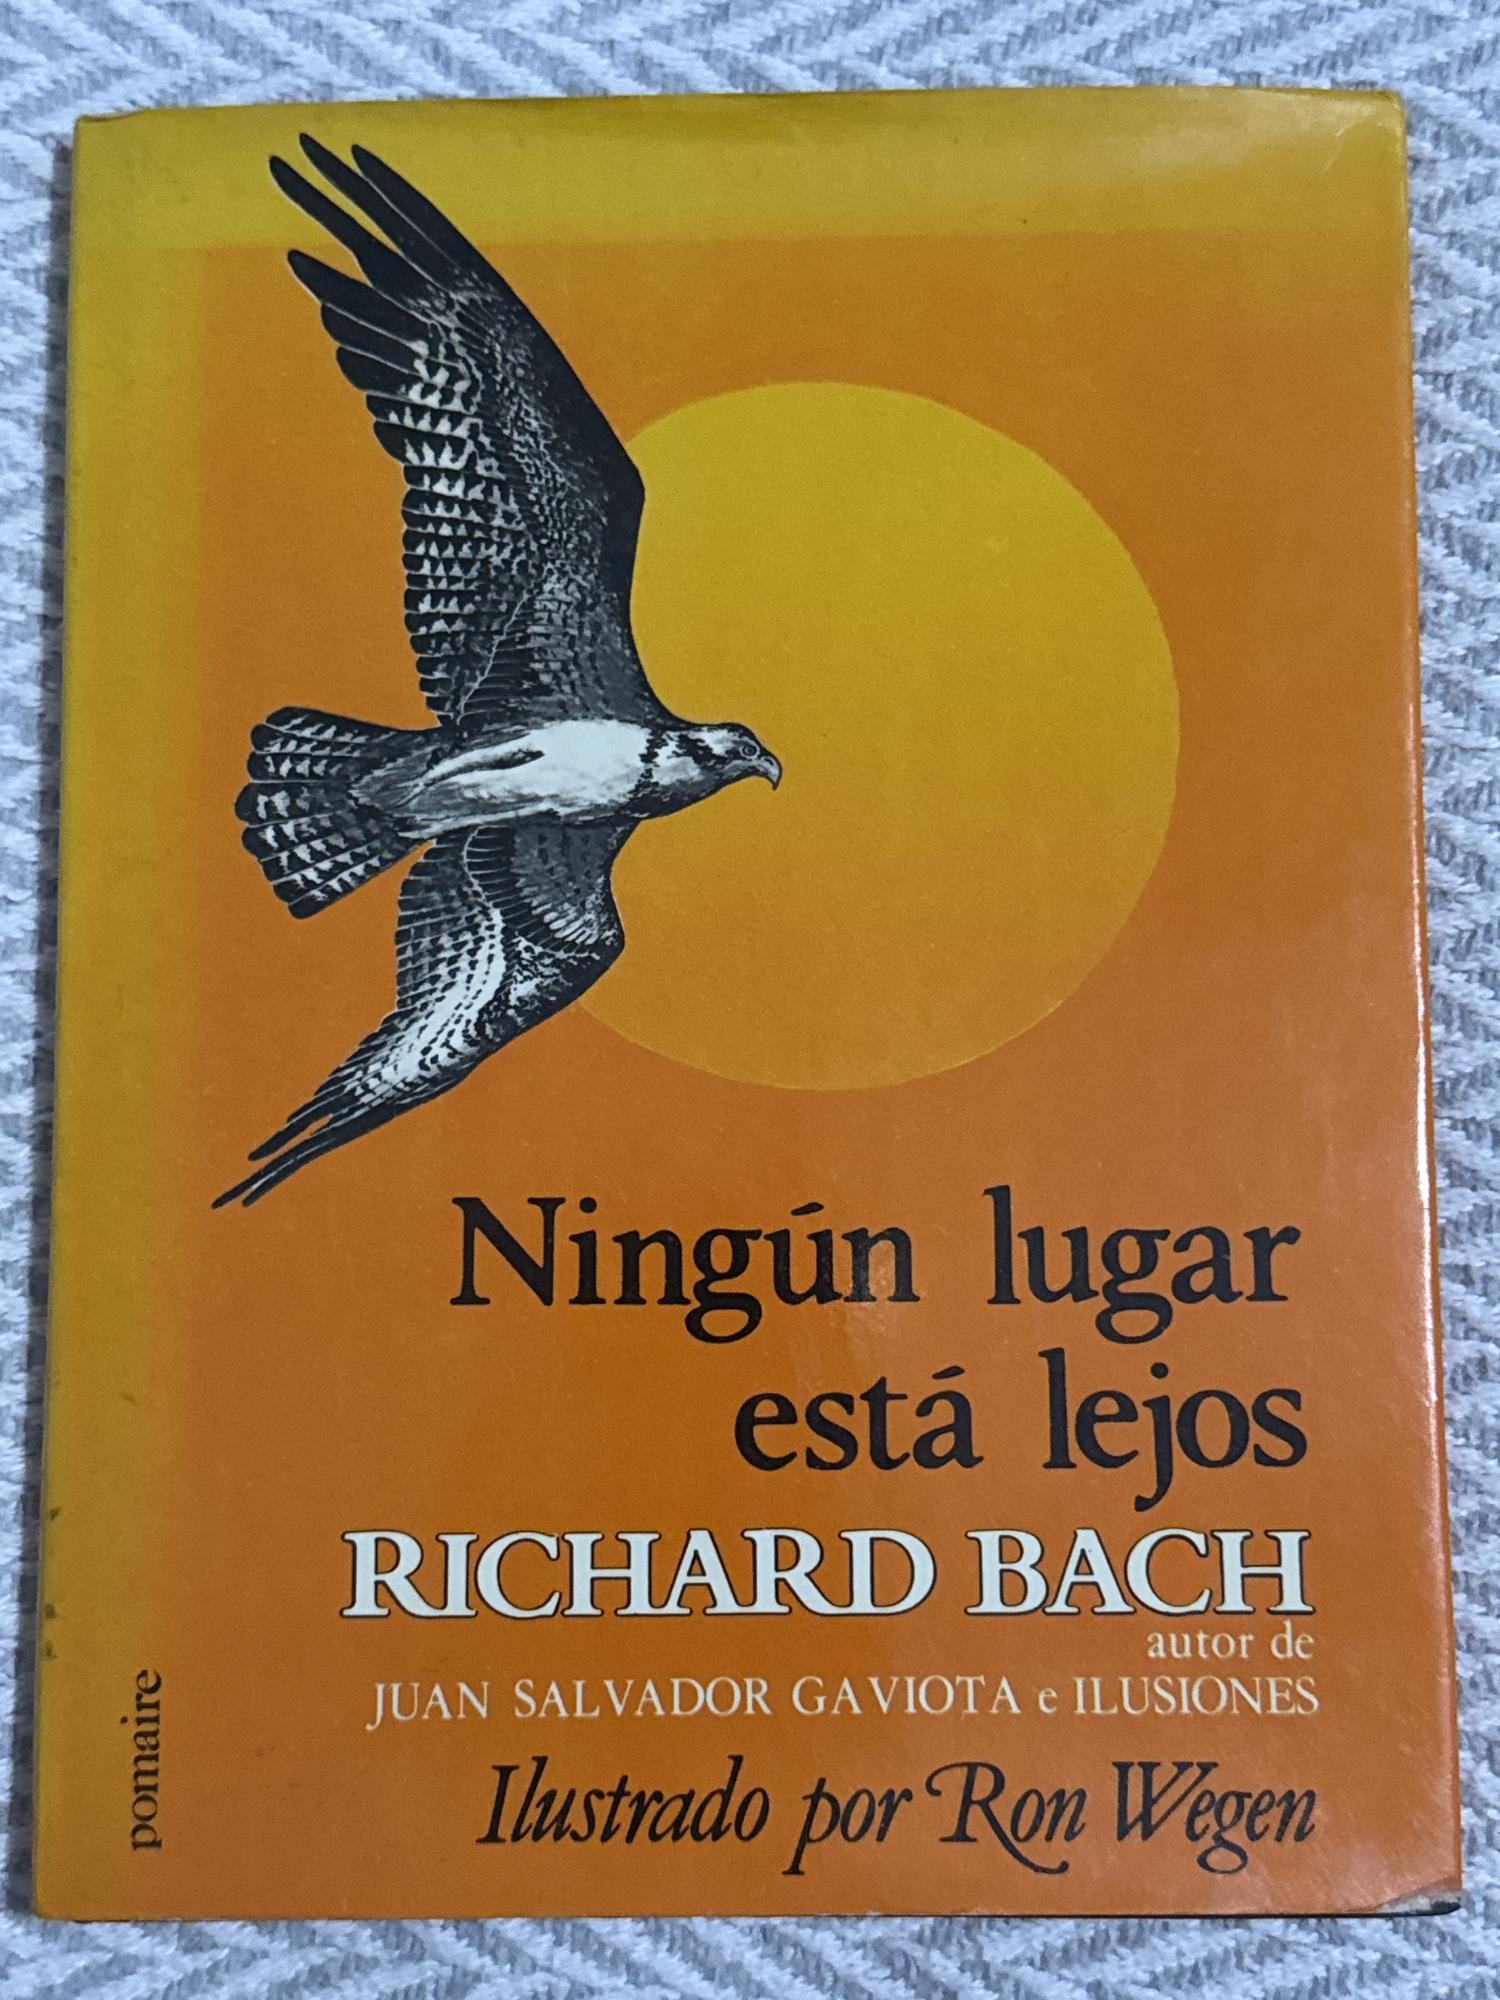 Ningún lugar
está lejos
RICHARD BACH
autor de
JUAN SALVADOR GAVIOTA e ILUSIONES
Ilustrado por Ron Wegen
pomaire